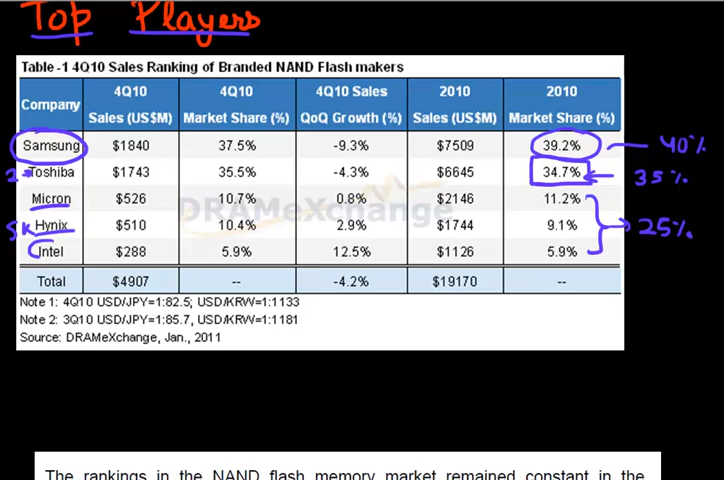 Top Players
Table -1 4Q10 Sales Ranking of Branded NAND Flash makers
Company 4Q10 Sales (US$M) 4Q10 Market Share (%) 4Q10 Sales QoQ Growth (%) 2010 Sales (US$M) 2010 Market Share (%)
Samsung $1840 37.5% -9.3% $7509 39.2% 40%
Toshiba $1743 35.5% -4.3% $6645 34.7% 35%
Micron $526 10.7% 0.8% $2146 11.2%
DRAMeXchange
Hynix $510 10.4% 2.9% $1744 9.1% 25%
Intel $288 5.9% 12.5% $1126 5.9%
Total $4907 -- -4.2% $19170 --
Note 1: 4Q10 USD/JPY=1:82.5; USD/KRW=1:1133
Note 2: 3Q10 USD/JPY=1:85.7, USD/KRW=1:1181
Source: DRAMeXchange, Jan., 2011
The rankings in the NAND flash memory market remained constant in the